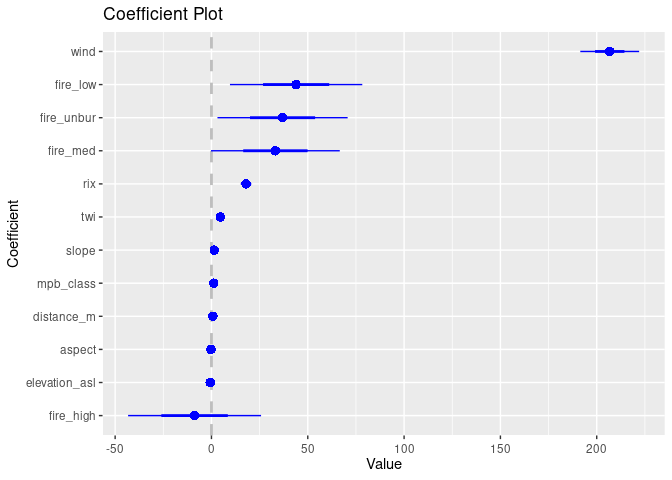 Coefficient Plot
wind
fire_low
fire_unbur
fire_med
rix
twi
slope
mpb_class
distance_m
aspect
elevation_asl
fire_high
Coefficient
-50 0 50 100 150 200
Value